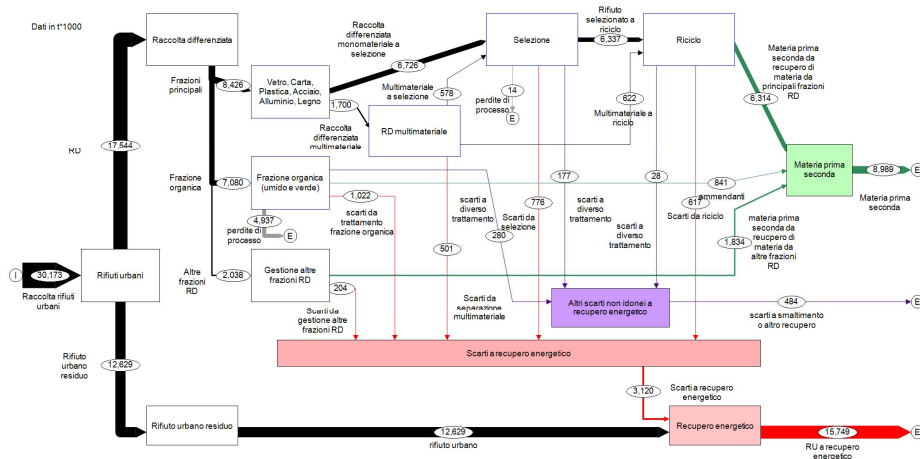 Dati in t*1000
Raccolta differenziata
Raccolta
differenziata
monomateriale a
selezione
6,726
Selezione
Rifiuto
selezionato a
riciclo
6,337
Riciclo
Materia prima
seconda da
recupero di
materia da
principali frazioni
RD
6,314
Frazioni
principali
8,426
Vetro, Carta,
Plastica, Acciaio,
Alluminio, Legno
1,700
Multimateriale
a selezione
578
14
perdite di
processo
E
622
Multimateriale a
riciclo
Raccolta
differenziata
multimateriale
RD multimateriale
RD
17,544
Frazione
organica
7,080
Frazione organica
(umido e verde)
1,022
scarti da
trattamento
frazione organica
4,937
perdite di
processo
E
280
scarti a
diverso
trattamento
501
776
Scarti da
selezione
177
scarti a
diverso
trattamento
28
scarti a
diverso
trattamento
617
Scarti da riciclo
841
ammendanti
Materia prima
seconda
8,989
E
Materia prima
seconda
1,834
materia prima
seconda da
reucpero di
materia da
altre frazioni
RD
I
30,173
Raccolta rifiuti
urbani
Rifiuti urbani
Altre
frazioni RD
2,038
Gestione altre
frazioni RD
204
Scarti da
gestione altre
frazioni RD
Scarti da
separazione
multimateriale
Altri scarti non idonei a
recupero energetico
484
scarti a smaltimento
o altro recupero
E
Scarti a recupero energetico
Rifiuto
urbano
residuo
12,629
3,120
Scarti a recupero
energetico
Rifiuto urbano residuo
12,629
rifiuto urbano
Recupero energetico
15,749
RU a recupero
energetico
E